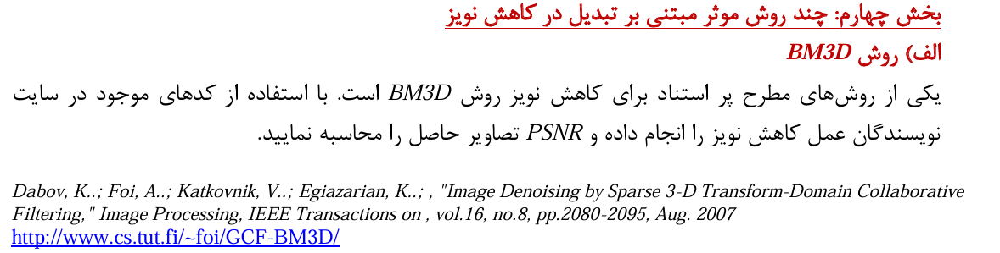 بخش چهارم: چند روش موثر مبتنی بر تبدیل در کاهش نویز
الف) روش BM3D
یکی از روش‌های مطرح پر استناد برای کاهش نویز روش BM3D است. با استفاده از کدهای موجود در سایت
نویسندگان عمل کاهش نویز را انجام داده و PSNR تصاویر حاصل را محاسبه نمایید.
Dabov, K..; Foi, A..; Katkovnik, V..; Egiazarian, K..; , "Image Denoising by Sparse 3-D Transform-Domain Collaborative
Filtering," Image Processing, IEEE Transactions on , vol.16, no.8, pp.2080-2095, Aug. 2007
http://www.cs.tut.fi/~foi/GCF-BM3D/